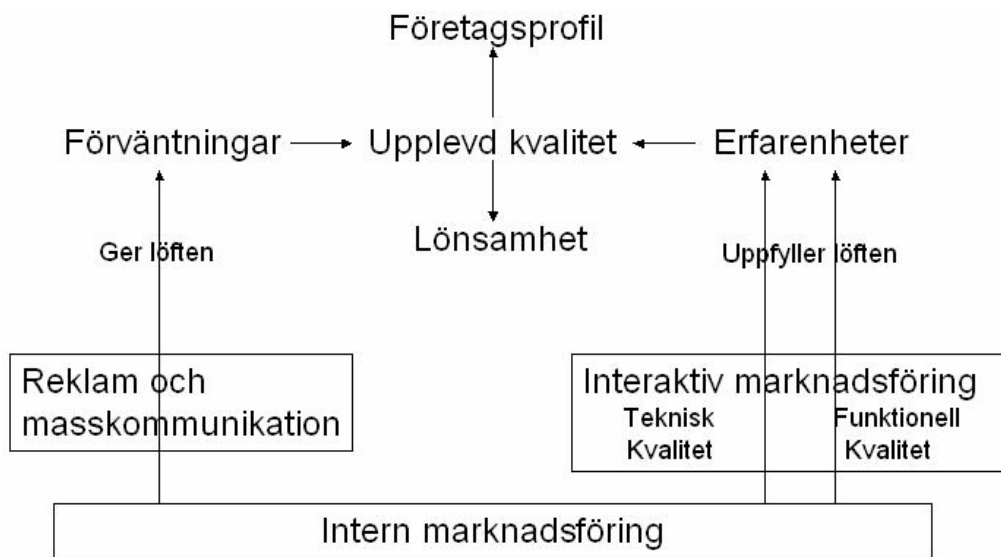 Företagsprofil
Förväntningar
Upplevd kvalitet
Erfarenheter
Lönsamhet
Ger löften
Uppfyller löften
Reklam och
masskommunikation
Interaktiv marknadsföring
Teknisk
Kvalitet
Funktionell
Kvalitet
Intern marknadsföring